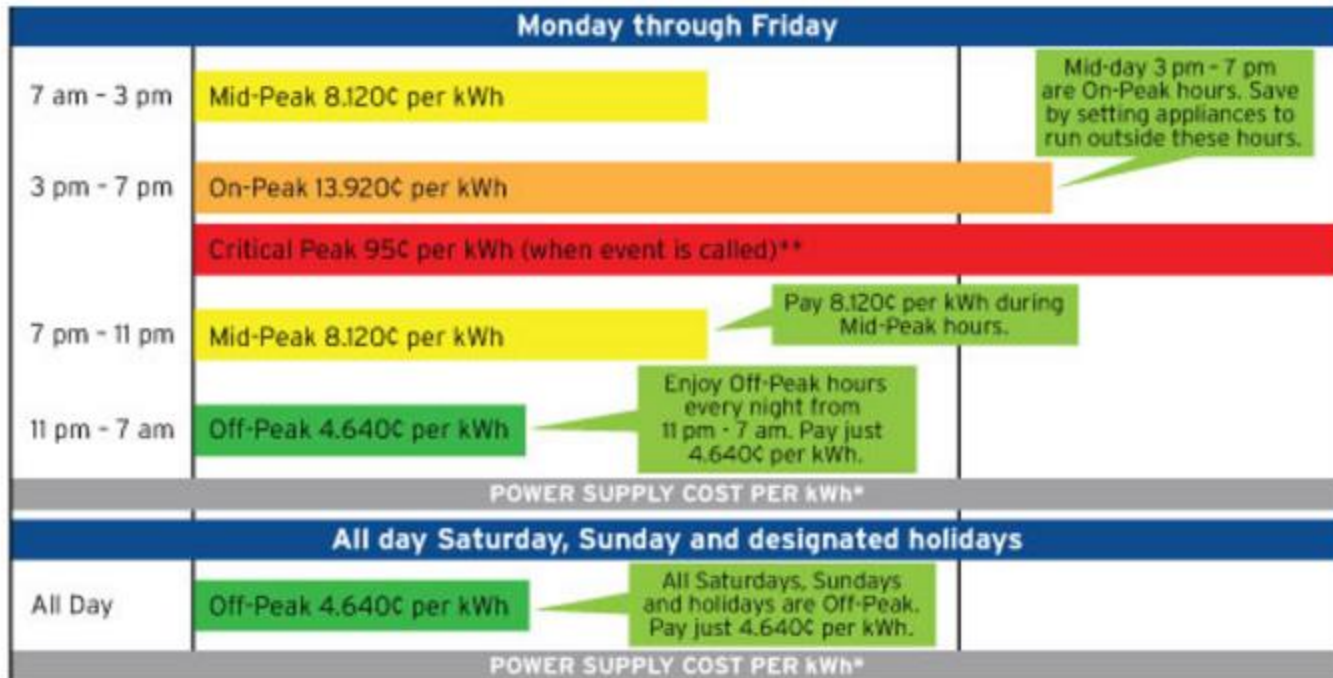 Monday through Friday
7 am - 3 pm
Mid-Peak 8.120¢ per kWh
Mid-day 3 pm - 7 pm
are On-Peak hours. Save
by setting appliances to
run outside these hours.
3 pm - 7 pm
On-Peak 13.920¢ per kWh
Critical Peak 95¢ per kWh (when event is called)**
7 pm - 11 pm
Mid-Peak 8.120¢ per kWh
Pay 8.120¢ per kWh during
Mid-Peak hours.
11 pm - 7 am
Off-Peak 4.640¢ per kWh
Enjoy Off-Peak hours
every night from
11 pm - 7 am. Pay just
4.640¢ per kWh.
POWER SUPPLY COST PER kWh*
All day Saturday, Sunday and designated holidays
All Day
Off-Peak 4.640¢ per kWh
All Saturdays, Sundays
and holidays are Off-Peak.
Pay just 4.640¢ per kWh.
POWER SUPPLY COST PER kWh*